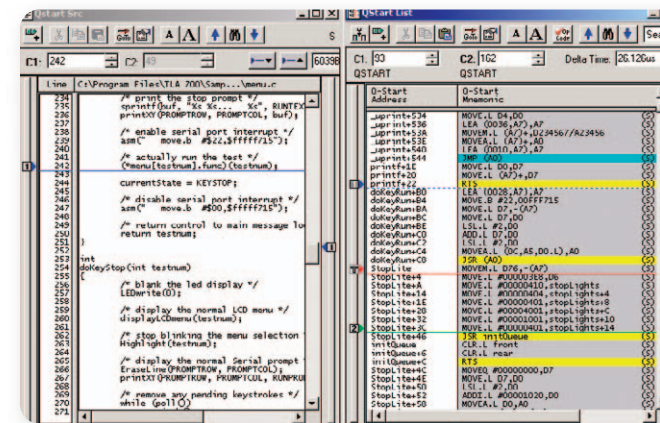 QStart Src
C1: 242
C2: 49
Line C:\Program Files\TLA 700\Samp...\menu.c
234 /* print the stop prompt */
235 sprintf(buf, "%s %s... %s", RUNTEX
236 printXY(PROMPTROW, PROMPTCOL, buf);
237
238 /* enable serial port interrupt */
239 asm(" move.b #$22,$fffff715");
240
241 /* actually run the test */
242 (*menu[testnum].func)(testnum);
243
244 currentState = KEYSTOP;
245
246 /* disable serial port interrupt */
247 asm(" move.b #$00,$fffff715");
248
249 /* return control to main message lo
250 return testnum;
251 }
252
253 int
254 doKeyStop(int testnum)
255 {
256 /* blank the led display */
257 LEDwrite(0);
258
259 /* display the normal LCD menu */
260 displayLCDmenu(testnum);
261
262 /* stop blinking the menu selection
263 Highlight(testnum);
264
265 /* display the normal Serial prompt
266 EraseLine(PROMPTROW, PROMPTCOL);
267 printXY(PROMPTROW, PROMPTCOL, RUNPRO
268
269 /* remove any pending keystrokes */
270 while (poll())
271
QStart List
C1: 93
C2: 162
Delta Time: 26.126us
QSTART QSTART
Q-Start Address Q-Start Mnemonic
_uprint+534 MOVE.L D4,D0 (S)
_uprint+536 LEA (0036,A7),A7 (S)
_uprint+53A MOVEM.L (A7)+,D234567/A23456 (S)
_uprint+53E MOVEA.L (A7)+,A0 (S)
_uprint+540 LEA (0010,A7),A7 (S)
_uprint+544 JMP (A0) (S)
printf+1E MOVE.L D0,D7 (S)
printf+20 MOVE.L (A7)+,D7 (S)
printf+22 RTS (S)
doKeyRun+B0 LEA (0028,A7),A7 (S)
doKeyRun+B4 MOVE.B #22,00FFF715 (S)
doKeyRun+BA MOVE.L D7,-(A7) (S)
doKeyRun+BC MOVE.L D7,D0 (S)
doKeyRun+BE LSL.L #2,D0 (S)
doKeyRun+C0 ADD.L D7,D0 (S)
doKeyRun+C2 LSL.L #2,D0 (S)
doKeyRun+C4 MOVEA.L (0C,A5,D0.L),A0 (S)
doKeyRun+C8 JSR (A0) (S)
StopLite MOVEM.L D76,-(A7) (S)
StopLite+4 MOVE.L #000003E8,D6 (S)
StopLite+A MOVE.L #00000410,stopLights (S)
StopLite+14 MOVE.L #00000404,stopLights+4 (S)
StopLite+1E MOVE.L #00000401,stopLights+8 (S)
StopLite+28 MOVE.L #00004001,stopLights+C (S)
StopLite+32 MOVE.L #00001001,stopLights+10 (S)
StopLite+3C MOVE.L #00000401,stopLights+14 (S)
StopLite+46 JSR initQueue (S)
initQueue CLR.L front (S)
initQueue+6 CLR.L rear (S)
initQueue+C RTS (S)
StopLite+4C MOVEQ #00000000,D7 (S)
StopLite+4E MOVE.L D7,D0 (S)
StopLite+50 LSL.L #2,D0 (S)
StopLite+52 ADDI.L #00001020,D0 (S)
StopLite+58 MOVEA.L D0,A0 (S)